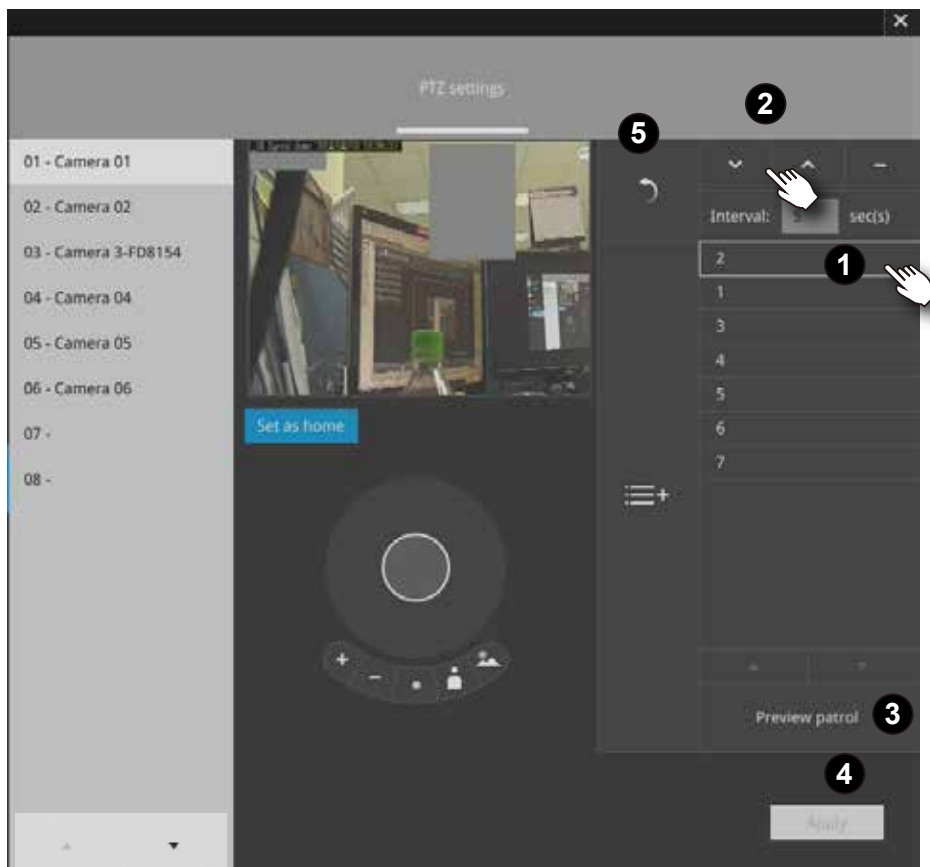 PTZ settings
2
5
01 - Camera 01
02 - Camera 02
03 - Camera 3-FD8154
04 - Camera 04
05 - Camera 05
06 - Camera 06
07 -
08 -
Set as home
Interval: sec(s)
1
2
1
3
4
5
6
7
Preview patrol
3
4
Apply